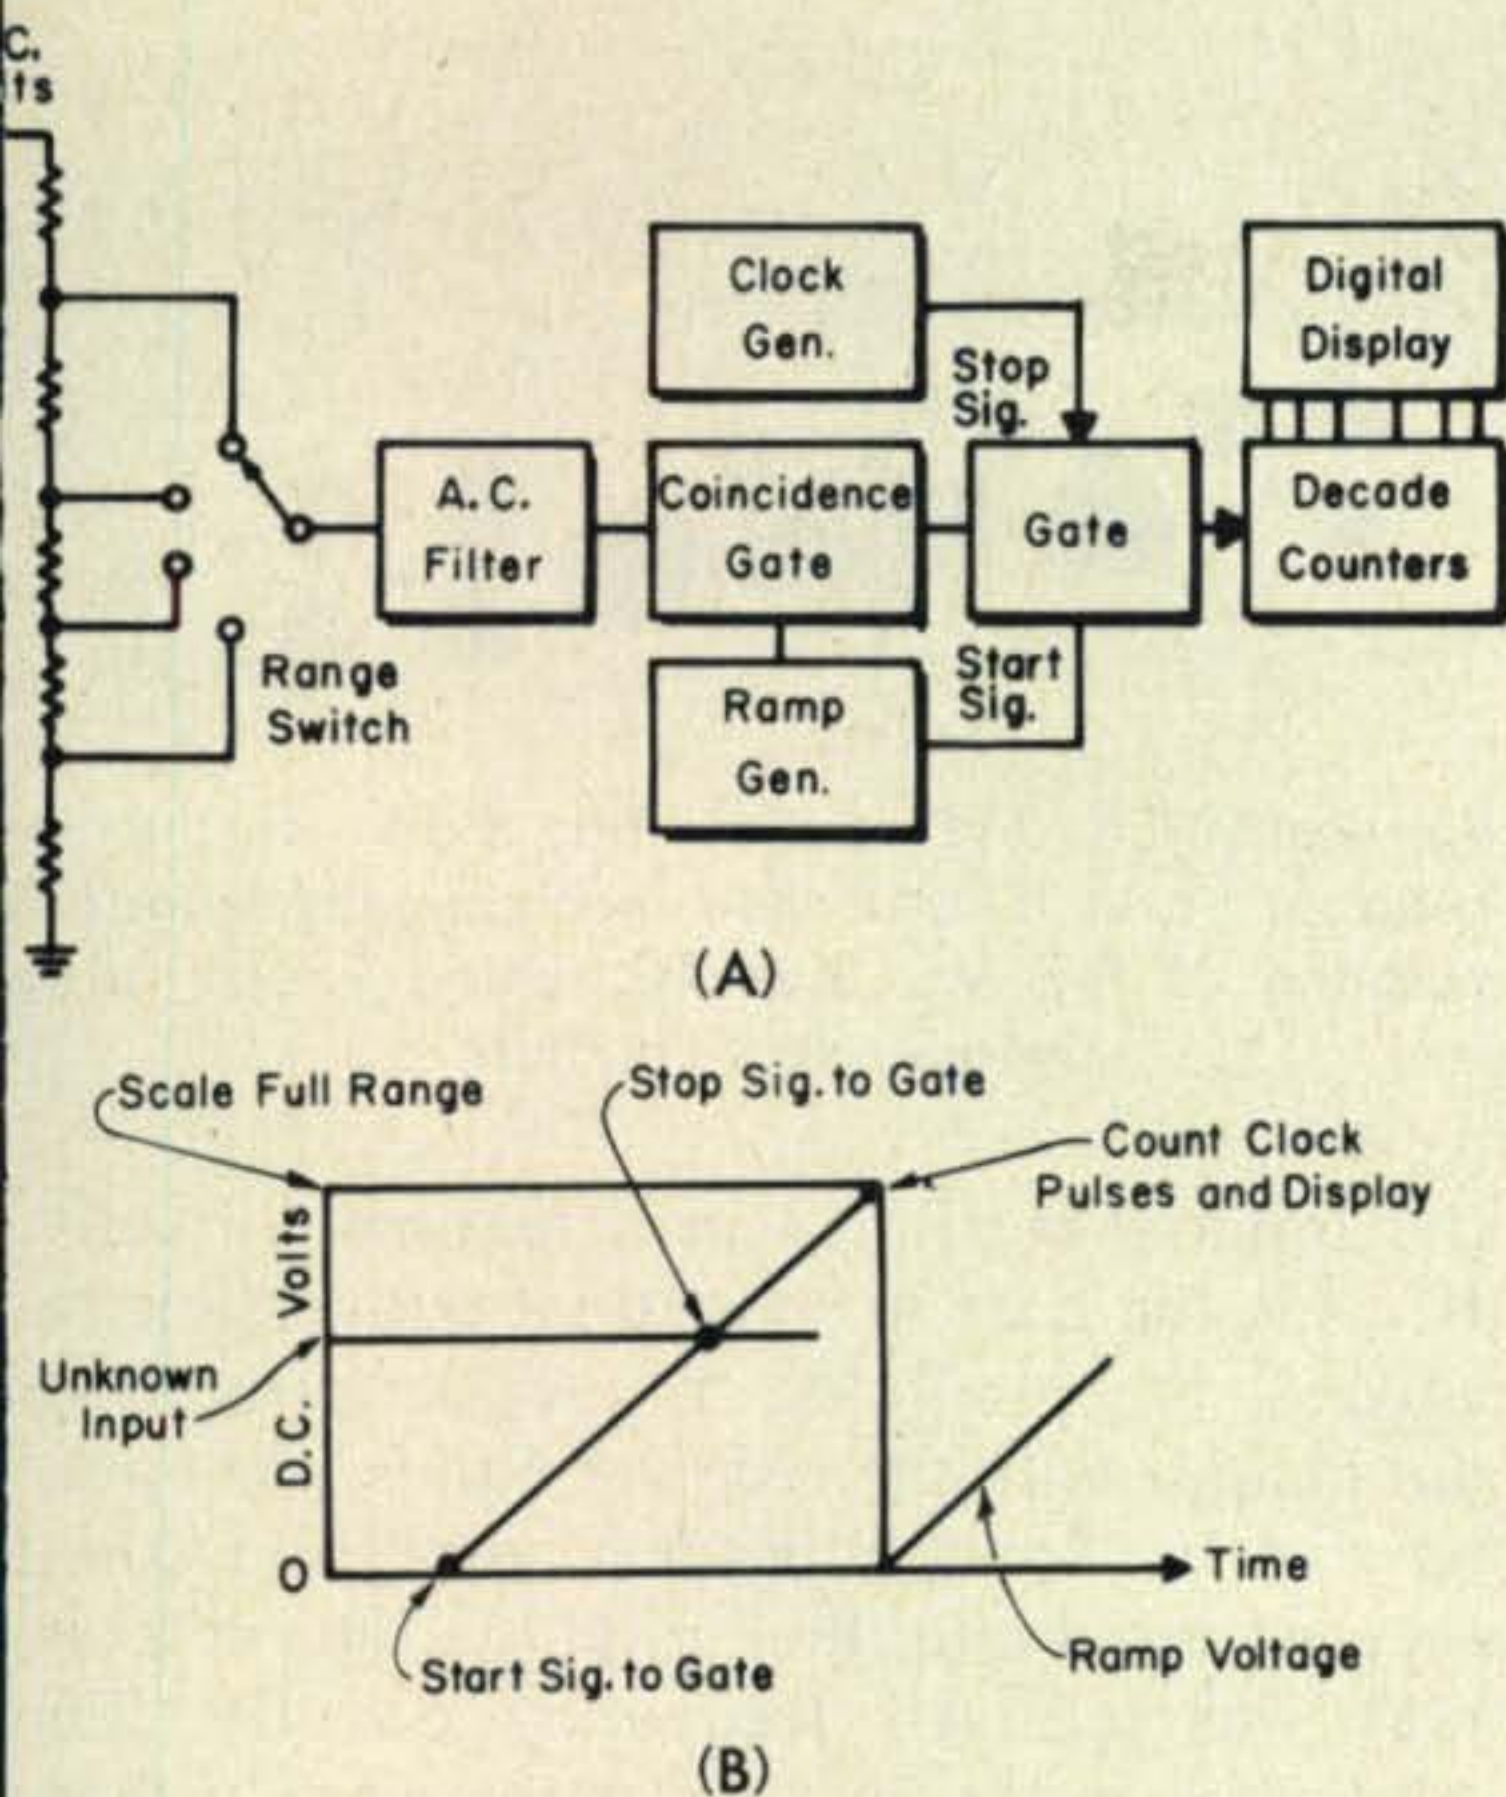 C.
ts
Clock
Gen.
Digital
Display
Stop
Sig.
A.C.
Filter
Coincidence
Gate
Gate
Decade
Counters
Range
Switch
Ramp
Gen.
Start
Sig.
(A)
Scale Full Range
Stop Sig. to Gate
Count Clock
Pulses and Display
D.C. Volts
Unknown
Input
O
Time
Start Sig. to Gate
Ramp Voltage
(B)